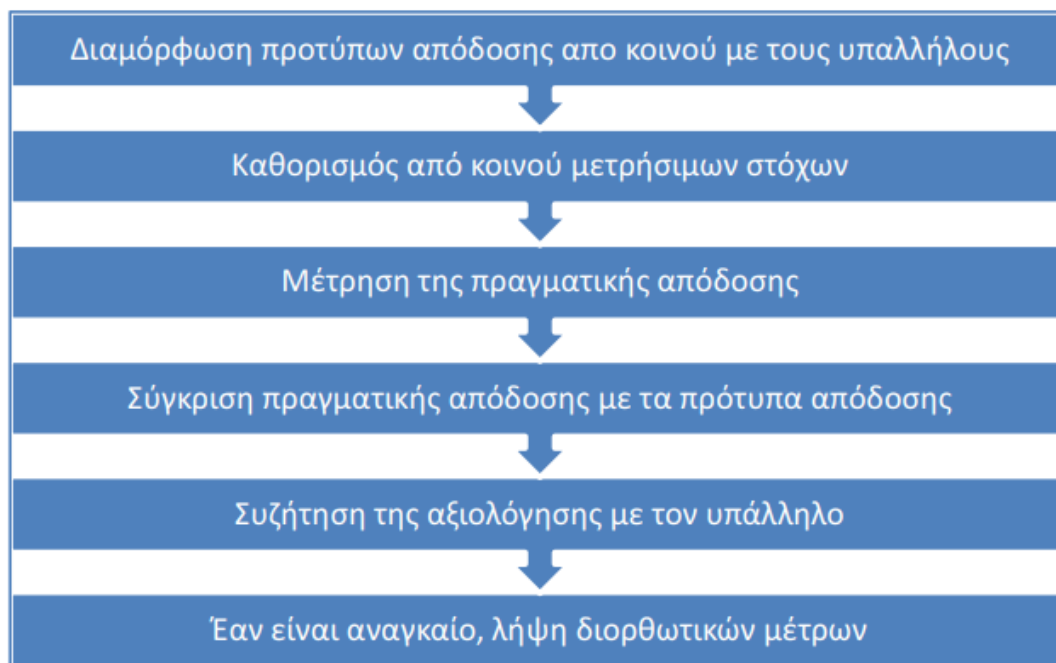 Διαμόρφωση προτύπων απόδοσης απο κοινού με τους υπαλλήλους
Καθορισμός από κοινού μετρήσιμων στόχων
Μέτρηση της πραγματικής απόδοσης
Σύγκριση πραγματικής απόδοσης με τα πρότυπα απόδοσης
Συζήτηση της αξιολόγησης με τον υπάλληλο
Έαν είναι αναγκαίο, λήψη διορθωτικών μέτρων